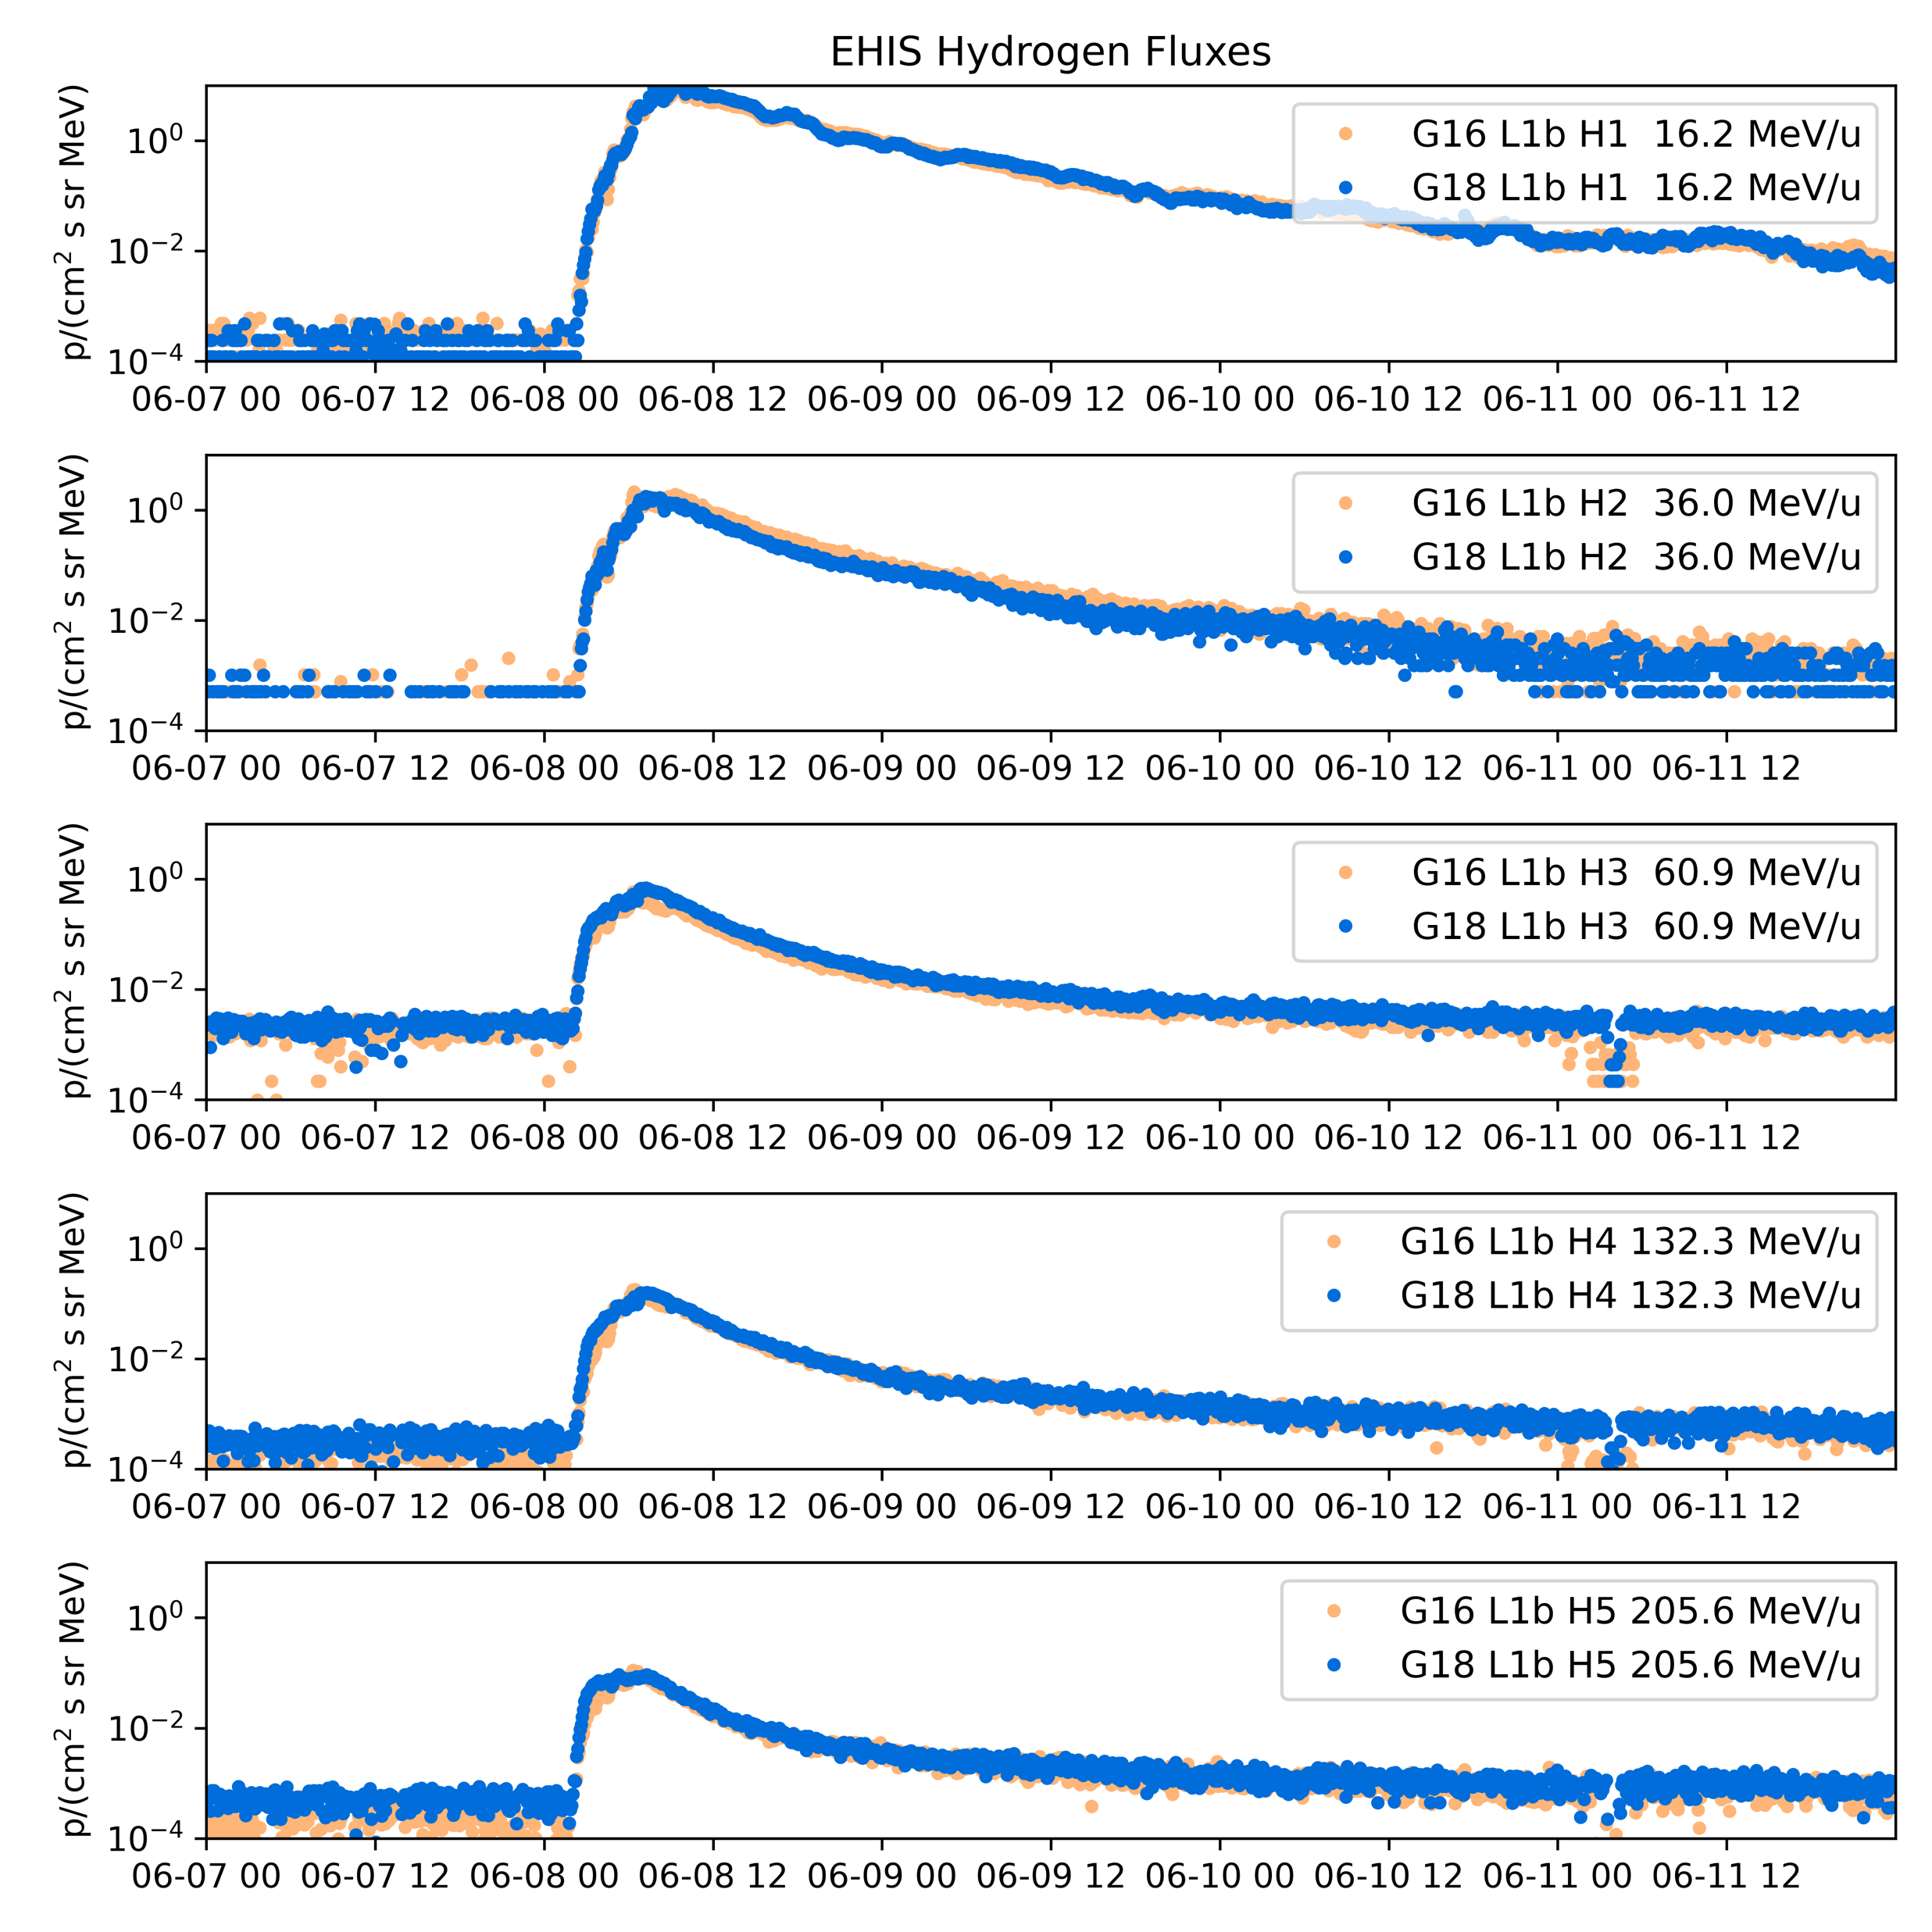 EHIS Hydrogen Fluxes
p/(cm² s sr MeV)
10⁰
10⁻²
10⁻⁴
G16 L1b H1  16.2 MeV/u
G18 L1b H1  16.2 MeV/u
06-07 00 06-07 12 06-08 00 06-08 12 06-09 00 06-09 12 06-10 00 06-10 12 06-11 00 06-11 12
p/(cm² s sr MeV)
10⁰
10⁻²
10⁻⁴
G16 L1b H2  36.0 MeV/u
G18 L1b H2  36.0 MeV/u
06-07 00 06-07 12 06-08 00 06-08 12 06-09 00 06-09 12 06-10 00 06-10 12 06-11 00 06-11 12
p/(cm² s sr MeV)
10⁰
10⁻²
10⁻⁴
G16 L1b H3  60.9 MeV/u
G18 L1b H3  60.9 MeV/u
06-07 00 06-07 12 06-08 00 06-08 12 06-09 00 06-09 12 06-10 00 06-10 12 06-11 00 06-11 12
p/(cm² s sr MeV)
10⁰
10⁻²
10⁻⁴
G16 L1b H4 132.3 MeV/u
G18 L1b H4 132.3 MeV/u
06-07 00 06-07 12 06-08 00 06-08 12 06-09 00 06-09 12 06-10 00 06-10 12 06-11 00 06-11 12
p/(cm² s sr MeV)
10⁰
10⁻²
10⁻⁴
G16 L1b H5 205.6 MeV/u
G18 L1b H5 205.6 MeV/u
06-07 00 06-07 12 06-08 00 06-08 12 06-09 00 06-09 12 06-10 00 06-10 12 06-11 00 06-11 12